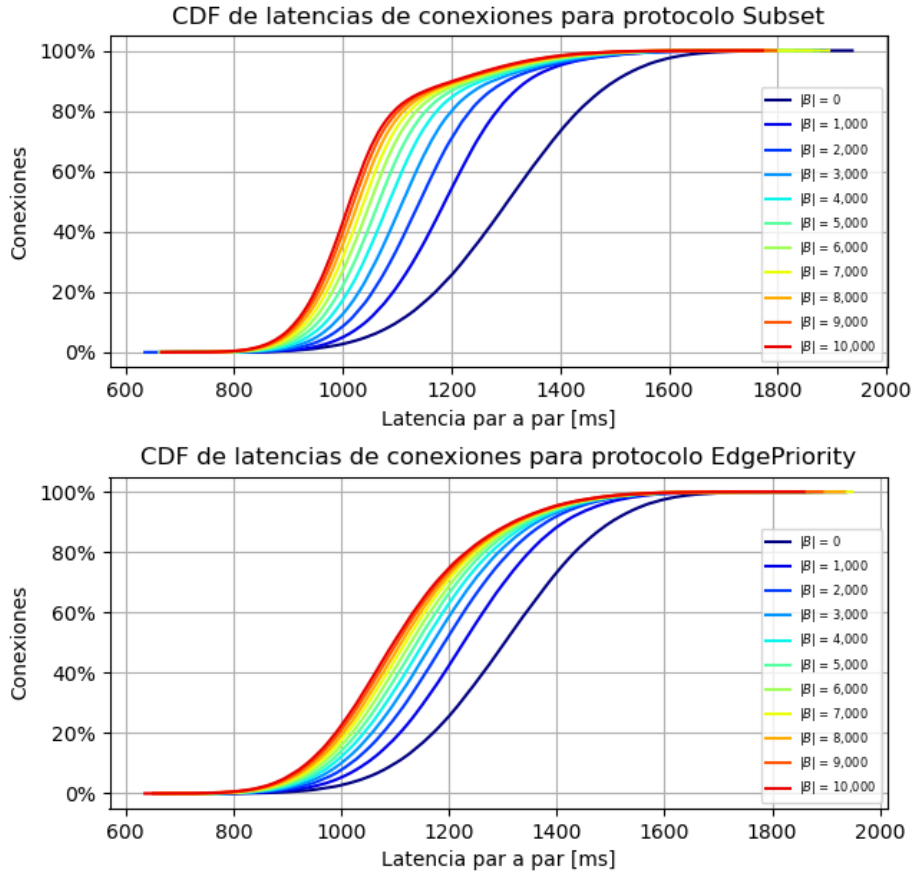 CDF de latencias de conexiones para protocolo Subset
100%
80%
60%
40%
20%
0%
Conexiones
|B| = 0
|B| = 1,000
|B| = 2,000
|B| = 3,000
|B| = 4,000
|B| = 5,000
|B| = 6,000
|B| = 7,000
|B| = 8,000
|B| = 9,000
|B| = 10,000
600 800 1000 1200 1400 1600 1800 2000
Latencia par a par [ms]
CDF de latencias de conexiones para protocolo EdgePriority
100%
80%
60%
40%
20%
0%
Conexiones
|B| = 0
|B| = 1,000
|B| = 2,000
|B| = 3,000
|B| = 4,000
|B| = 5,000
|B| = 6,000
|B| = 7,000
|B| = 8,000
|B| = 9,000
|B| = 10,000
600 800 1000 1200 1400 1600 1800 2000
Latencia par a par [ms]